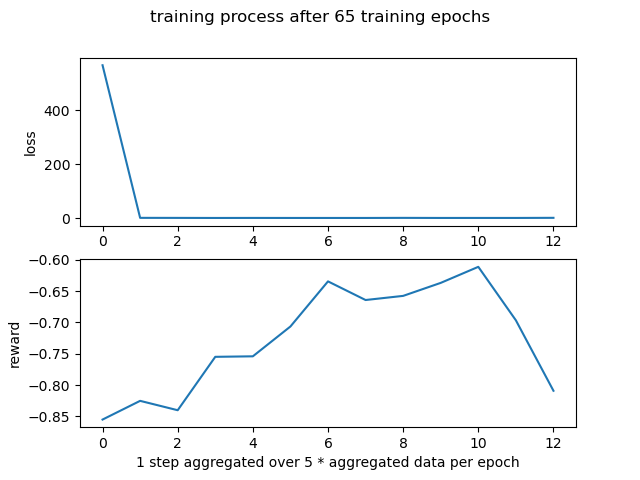 training process after 65 training epochs
loss
400
200
0
0 2 4 6 8 10 12
reward
−0.60
−0.65
−0.70
−0.75
−0.80
−0.85
0 2 4 6 8 10 12
1 step aggregated over 5 * aggregated data per epoch